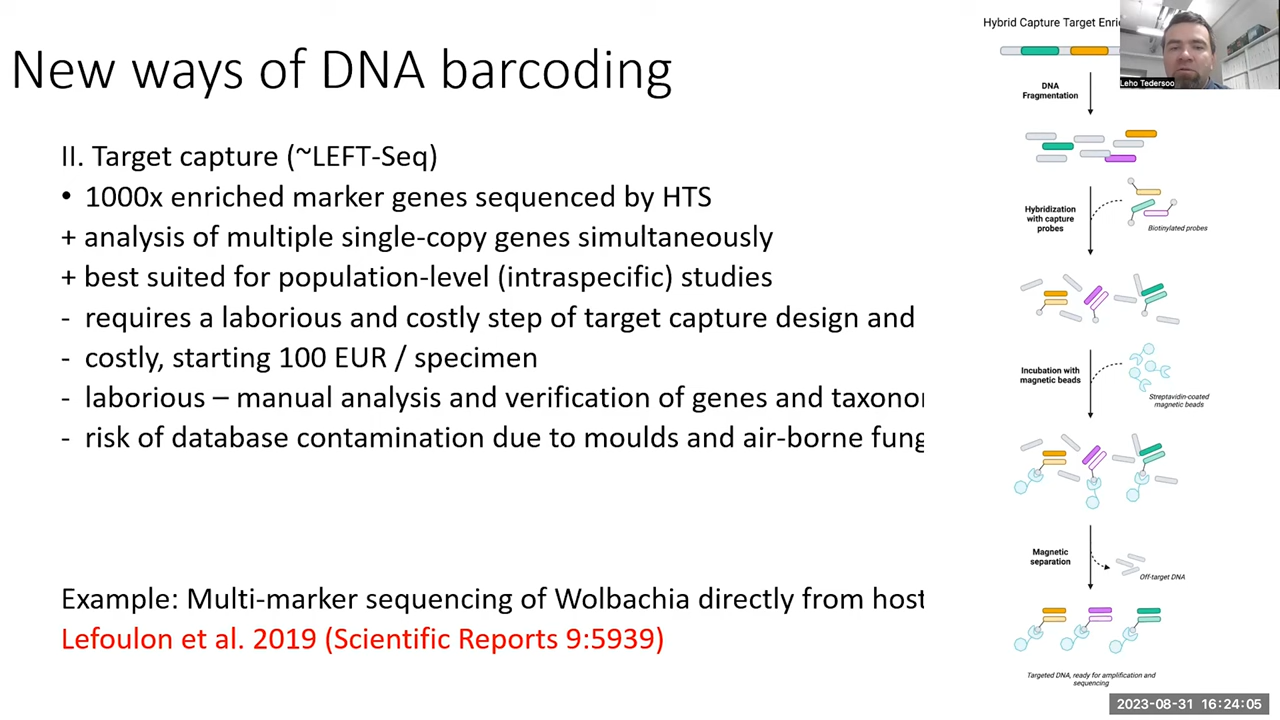 New ways of DNA barcoding
II. Target capture (~LEFT-Seq)
• 1000x enriched marker genes sequenced by HTS
+ analysis of multiple single-copy genes simultaneously
+ best suited for population-level (intraspecific) studies
- requires a laborious and costly step of target capture design and
- costly, starting 100 EUR / specimen
- laborious – manual analysis and verification of genes and
- risk of database contamination due to moulds and air-borne
Example: Multi-marker sequencing of Wolbachia directly from host
Lefoulon et al. 2019 (Scientific Reports 9:5939)
Hybrid Capture Target
Leho Tedersoo
DNA
Fragmentation
Hybridization
with capture
probes
Biotinylated probes
Incubation with
magnetic beads
Streptavidin-coated
magnetic beads
Magnetic
separation
Off-target DNA
Targeted DNA, ready for amplification and
sequencing
2023-08-31 16:24:05